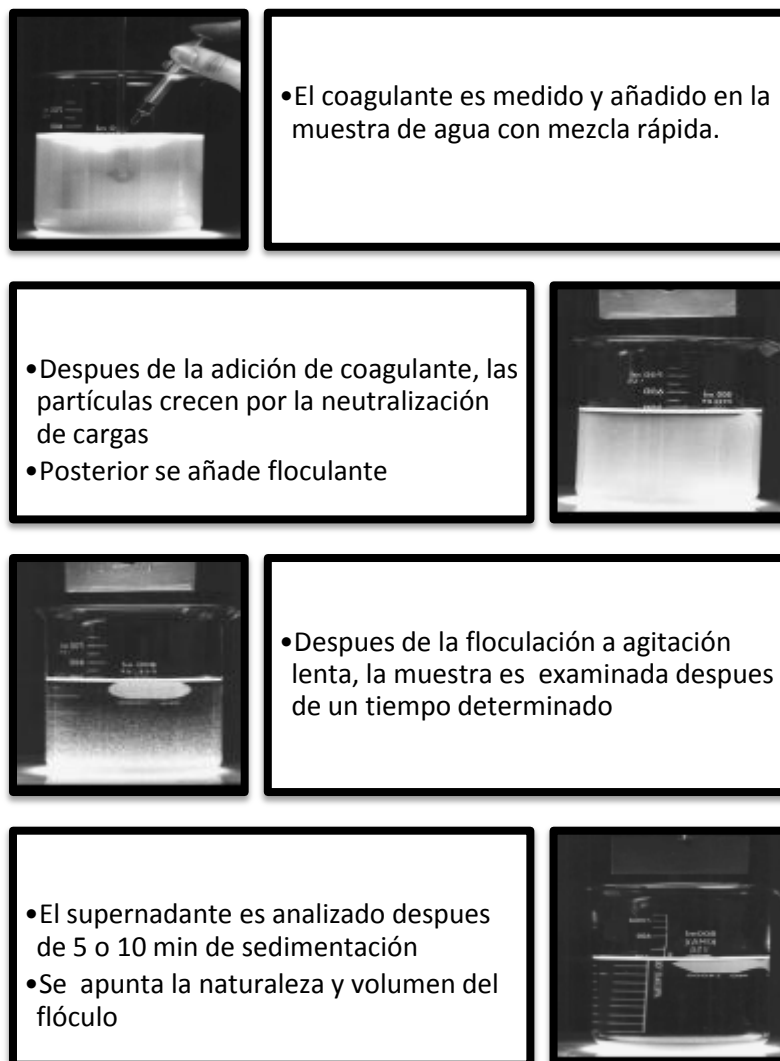 •El coagulante es medido y añadido en la
muestra de agua con mezcla rápida.
•Despues de la adición de coagulante, las
partículas crecen por la neutralización
de cargas
•Posterior se añade floculante
•Despues de la floculación a agitación
lenta, la muestra es  examinada despues
de un tiempo determinado
•El supernadante es analizado despues
de 5 o 10 min de sedimentación
•Se  apunta la naturaleza y volumen del
flóculo